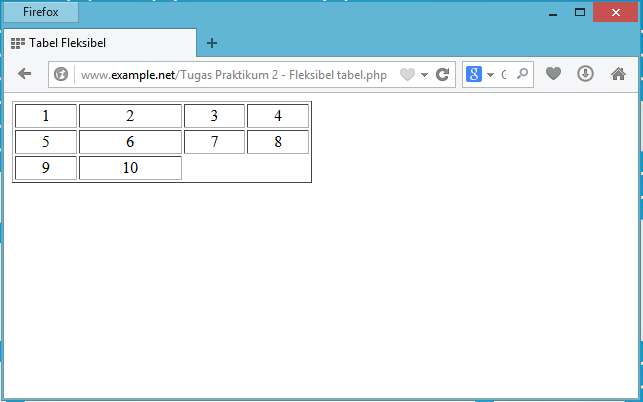 Firefox
Tabel Fleksibel
www.example.net/Tugas Praktikum 2 - Fleksibel tabel.php
1 2 3 4
5 6 7 8
9 10